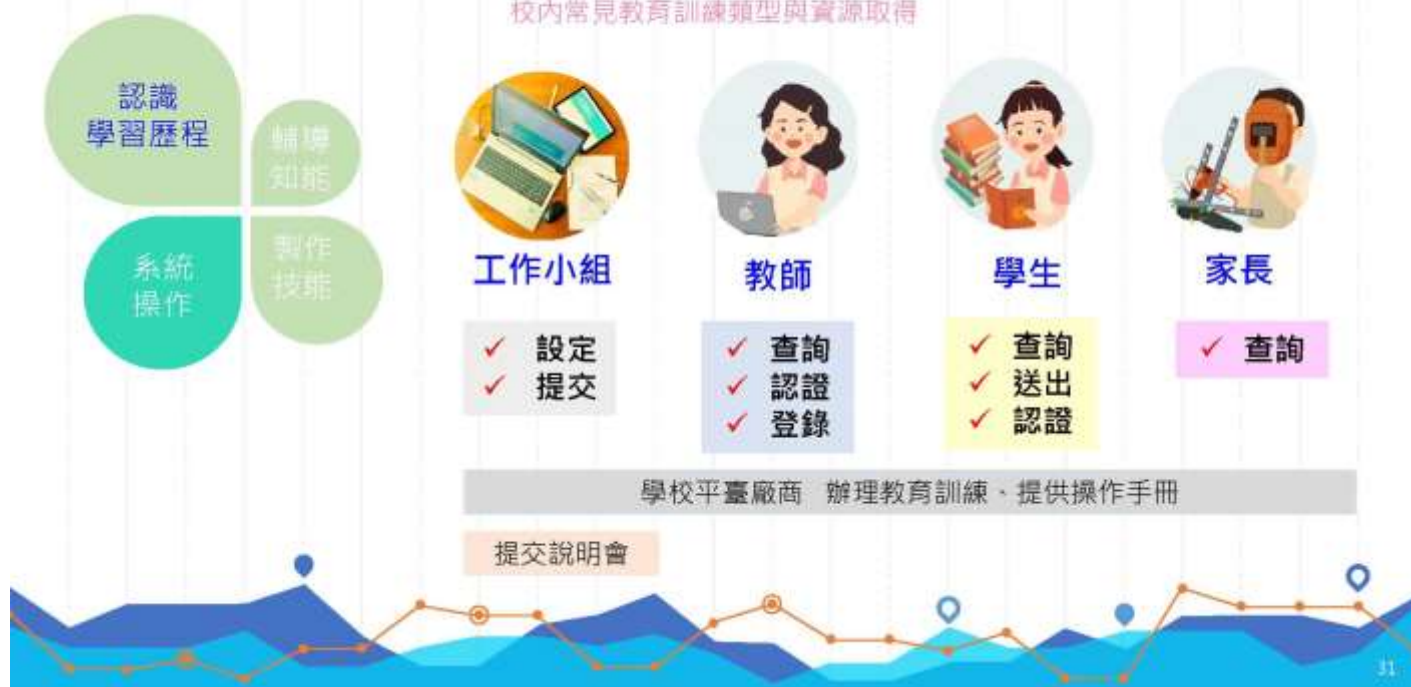 校內常見教育訓練類型與資源取得
認識
學習歷程
輔導
知能
系統
操作
製作
技能
工作小組
教師
學生
家長
✓ 設定
✓ 提交
✓ 查詢
✓ 認證
✓ 登錄
✓ 查詢
✓ 送出
✓ 認證
✓ 查詢
學校平臺廠商 辦理教育訓練、提供操作手冊
提交說明會
31